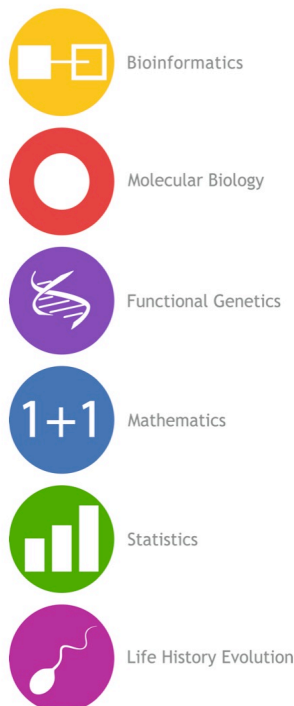 Bioinformatics
Molecular Biology
Functional Genetics
1+1
Mathematics
Statistics
Life History Evolution